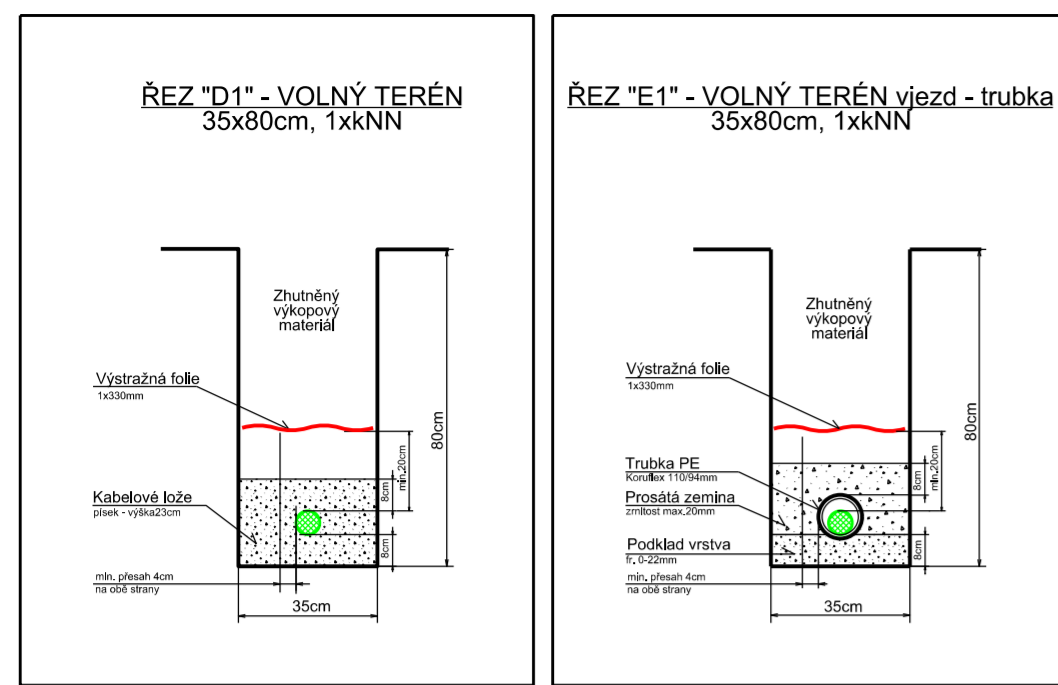 ŘEZ "D1" - VOLNÝ TERÉN
35x80cm, 1xkNN
Zhutněný
výkopový
materiál
Výstražná folie
1x330mm
80cm
min.20cm
8cm
Kabelové lože
písek - výška23cm
8cm
min. přesah 4cm
na obě strany
35cm
ŘEZ "E1" - VOLNÝ TERÉN vjezd - trubka
35x80cm, 1xkNN
Zhutněný
výkopový
materiál
Výstražná folie
1x330mm
80cm
min.20cm
8cm
Trubka PE
Koruflex 110/94mm
Prosátá zemina
zrnitost max.20mm
Podklad vrstva
fr. 0-22mm
8cm
min. přesah 4cm
na obě strany
35cm